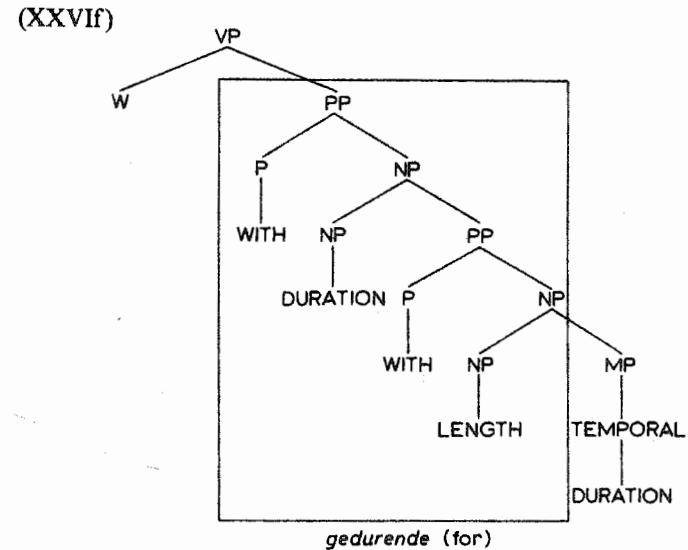 (XXVIf)
VP
W PP
P NP
WITH NP PP
DURATION P NP
WITH NP MP
LENGTH TEMPORAL
DURATION
gedurende (for)